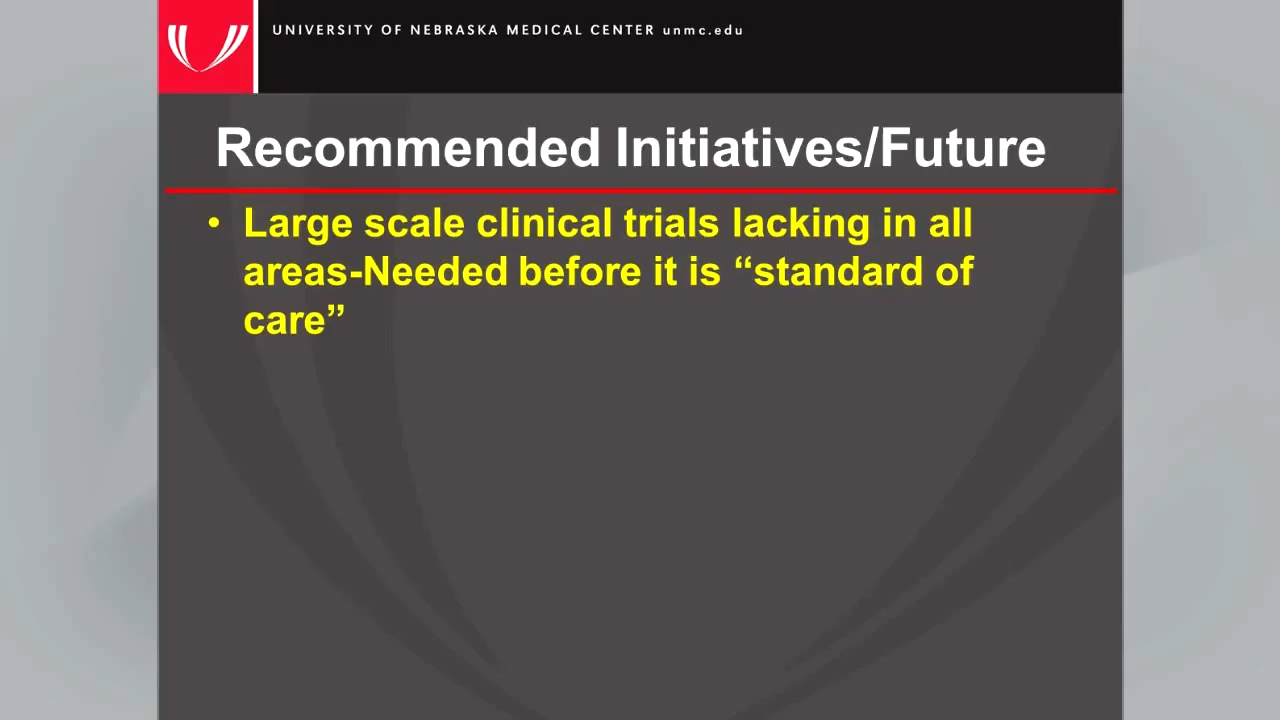 UNIVERSITY OF NEBRASKA MEDICAL CENTER unmc.edu
Recommended Initiatives/Future
• Large scale clinical trials lacking in all
areas-Needed before it is “standard of
care”